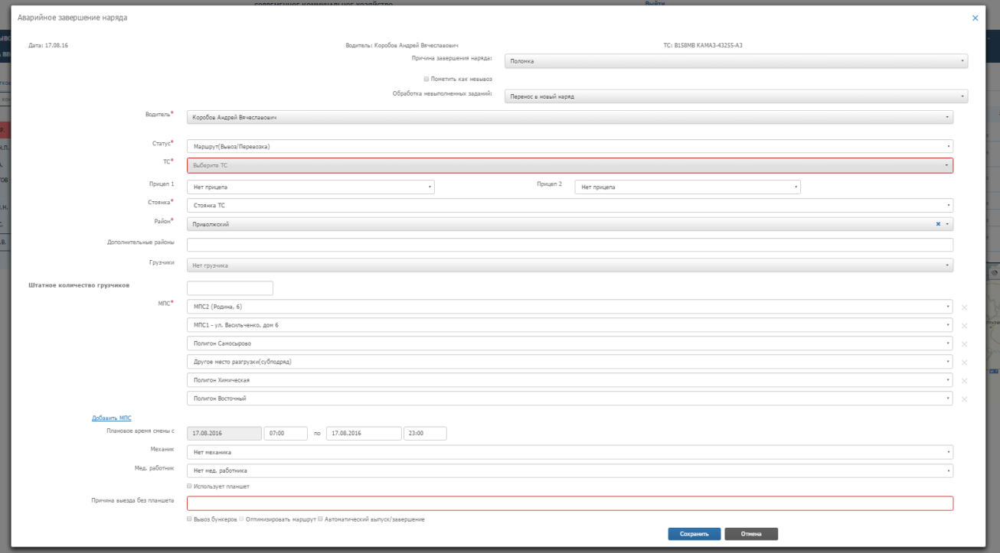 СОВРЕМЕННОЕ КОММУНАЛЬНОЕ ХОЗЯЙСТВО
Выйти
Аварийное завершение наряда
Дата: 17.08.16 Водитель: Коробов Андрей Вячеславович ТС: В158МВ КАМАЗ-43255-А3
Причина завершения наряда: Поломка
Пометить как невывоз
Обработка невыполненных заданий: Перенос в новый наряд
Водитель* Коробов Андрей Вячеславович
Статус* Маршрут(Вывоз/Перевозка)
ТС* Выберите ТС
Прицеп 1 Нет прицепа Прицеп 2 Нет прицепа
Стоянка* Стоянка ТС
Район* Приволжский
Дополнительные районы
Грузчики Нет грузчика
Штатное количество грузчиков
МПС* МПС2 (Родина, 6)
МПС1 - ул. Васильченко, дом 6
Полигон Самосырово
Другое место разгрузки(субподряд)
Полигон Химическая
Полигон Восточный
Добавить МПС
Плановое время смены с 17.08.2016 07:00 по 17.08.2016 23:00
Механик Нет механика
Мед. работник Нет мед. работника
Использует планшет
Причина выезда без планшета
Вывоз бункеров Оптимизировать маршрут Автоматический выпуск/завершение
Сохранить Отмена